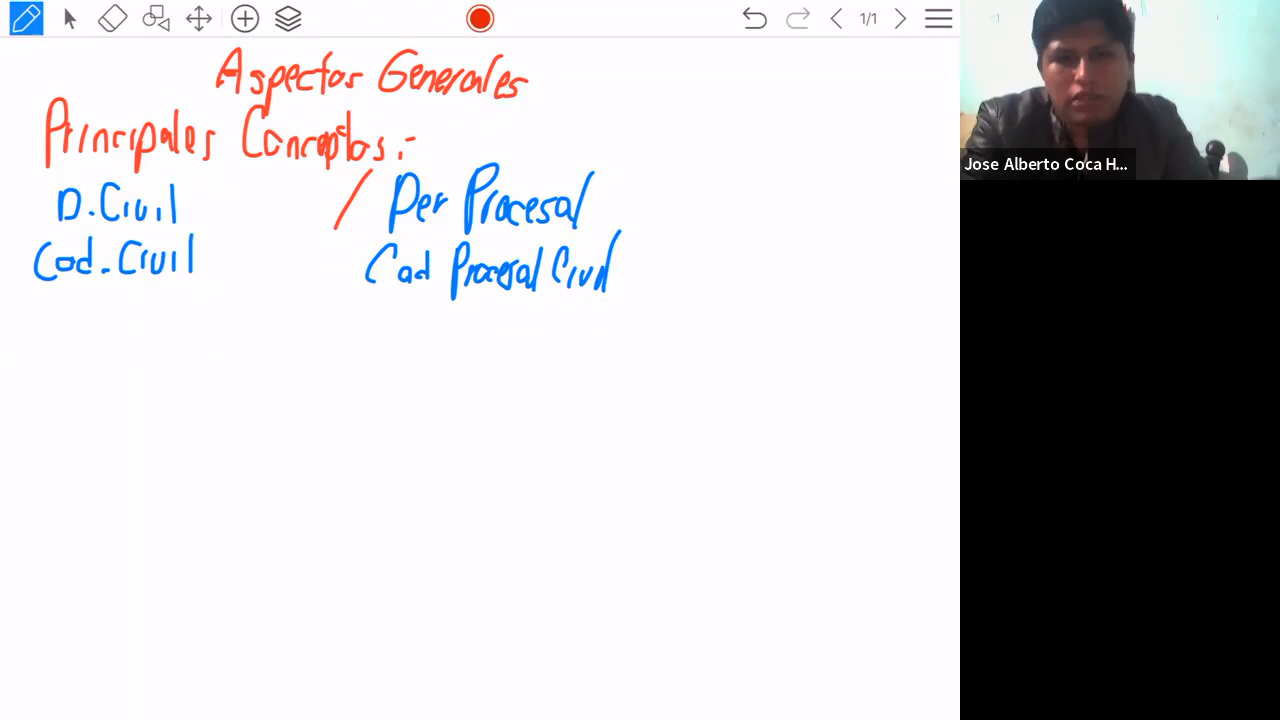 1/1
Aspectos Generales
Principales Conceptos:-
D.Civil / Der Procesal
Cod.Civil Cod Procesal Civil
Jose Alberto Coca H...